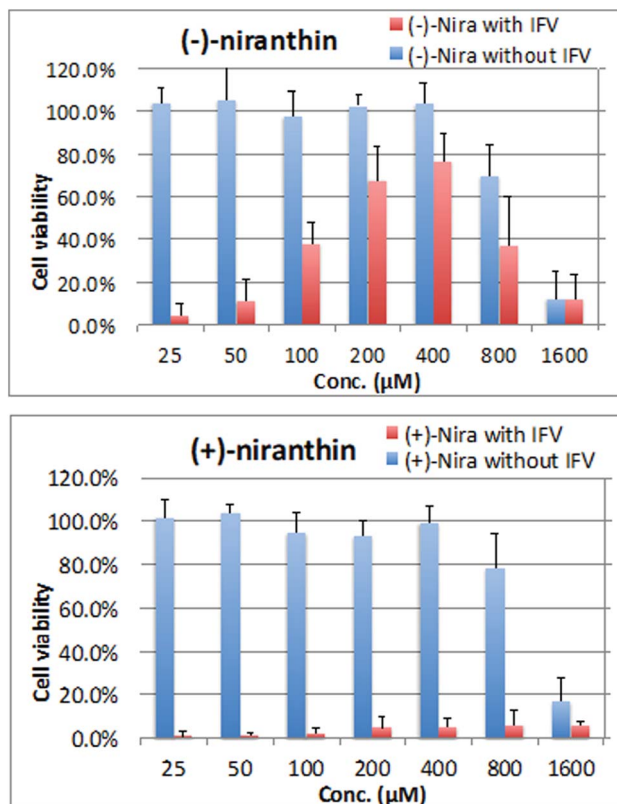 (-)-niranthin
(-)-Nira with IFV
(-)-Nira without IFV
120.0%
100.0%
80.0%
60.0%
40.0%
20.0%
0.0%
Cell viability
25 50 100 200 400 800 1600
Conc. (µM)
(+)-niranthin
(+)-Nira with IFV
(+)-Nira without IFV
120.0%
100.0%
80.0%
60.0%
40.0%
20.0%
0.0%
Cell viability
25 50 100 200 400 800 1600
Conc. (µM)